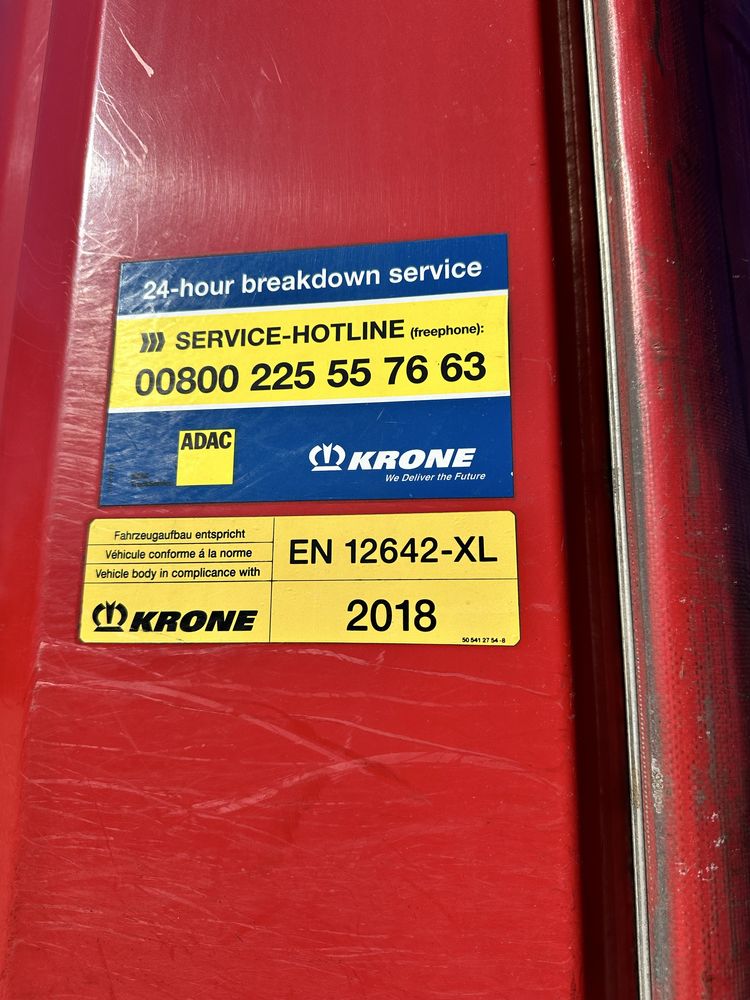 24-hour breakdown service
))) SERVICE-HOTLINE (freephone):
00800 225 55 76 63
ADAC
KRONE
We Deliver the Future
Fahrzeugaufbau entspricht
Véhicule conforme á la norme
Vehicle body in complicance with
EN 12642-XL
KRONE
2018
50 541 27 54 -8